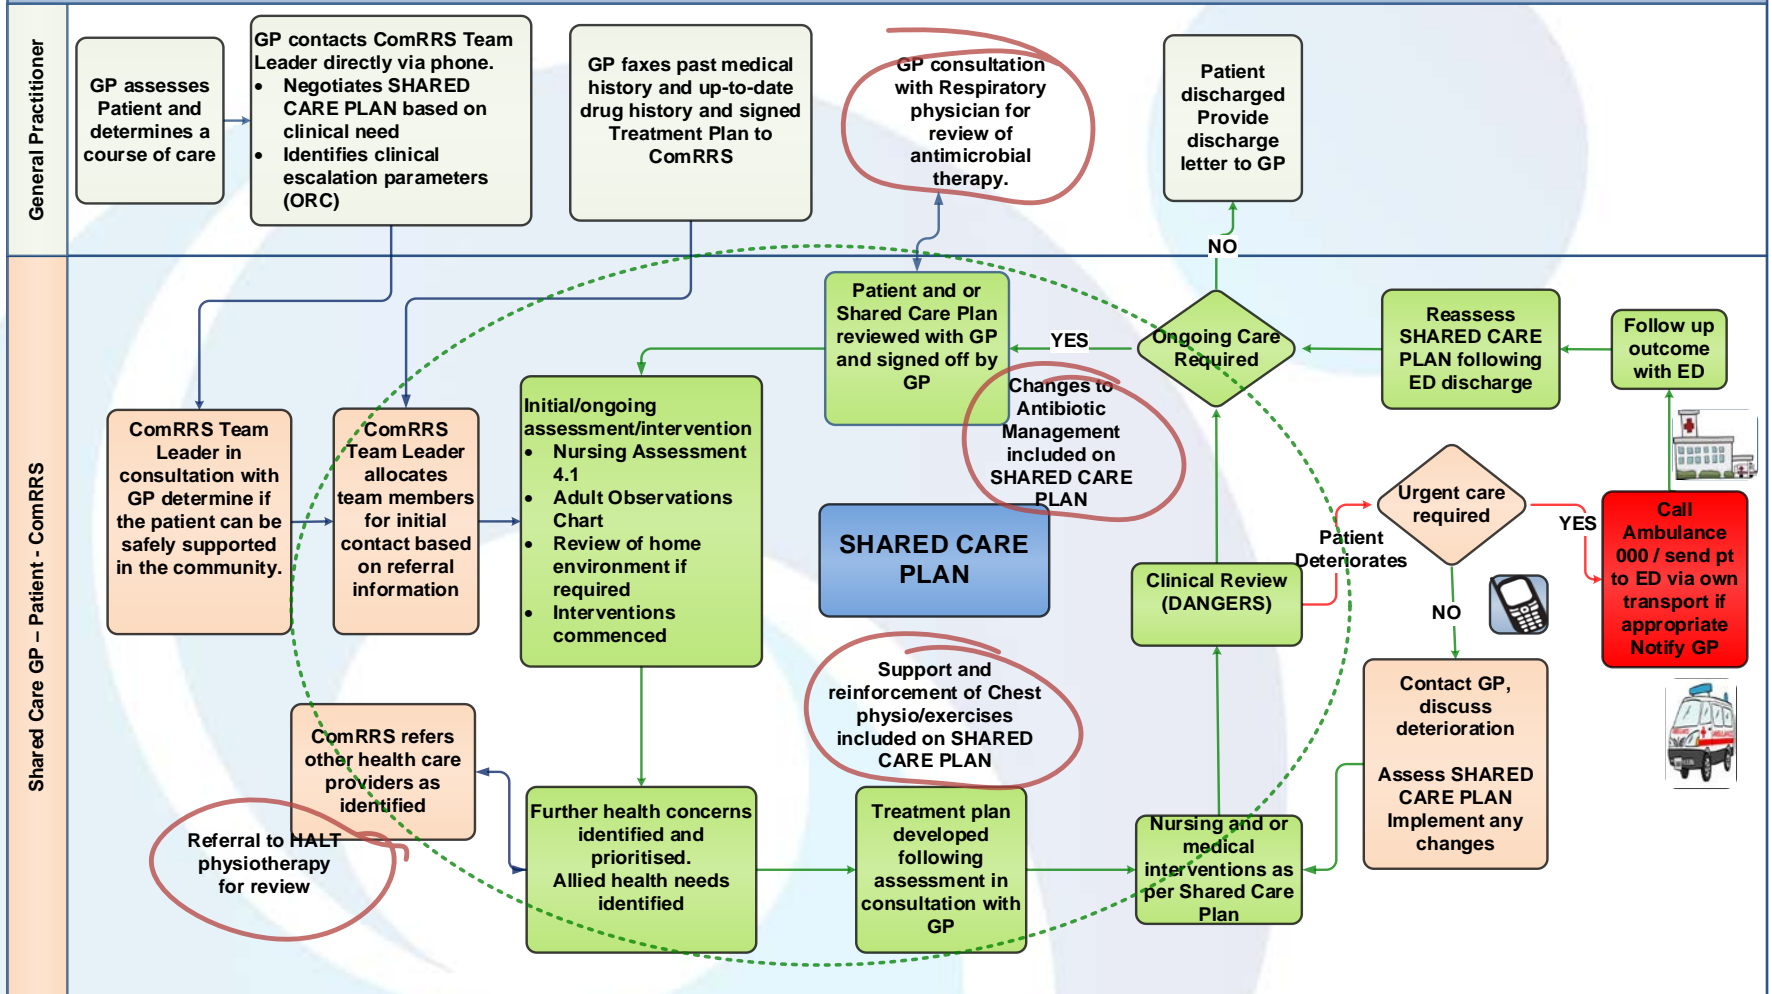 General Practitioner
GP assesses
Patient and
determines a
course of care
GP contacts ComRRS Team
Leader directly via phone.
• Negotiates SHARED
CARE PLAN based on
clinical need
• Identifies clinical
escalation parameters
(ORC)
GP faxes past medical
history and up-to-date
drug history and signed
Treatment Plan to
ComRRS
GP consultation
with Respiratory
physician for
review of
antimicrobial
therapy.
Patient
discharged
Provide
discharge
letter to GP
NO
Shared Care GP – Patient - ComRRS
ComRRS Team
Leader in
consultation with
GP determine if
the patient can be
safely supported
in the community.
ComRRS
Team Leader
allocates
team members
for initial
contact based
on referral
information
Initial/ongoing
assessment/intervention
• Nursing Assessment
4.1
• Adult Observations
Chart
• Review of home
environment if
required
• Interventions
commenced
Patient and or
Shared Care Plan
reviewed with GP
and signed off by
GP
YES
Ongoing Care
Required
Reassess
SHARED CARE
PLAN following
ED discharge
Follow up
outcome
with ED
Changes to
Antibiotic
Management
included on
SHARED CARE
PLAN
SHARED CARE
PLAN
Clinical Review
(DANGERS)
Patient
Deteriorates
Urgent care
required
YES
NO
Call
Ambulance
000 / send pt
to ED via own
transport if
appropriate
Notify GP
Support and
reinforcement of Chest
physio/exercises
included on SHARED
CARE PLAN
Contact GP,
discuss
deterioration
Assess SHARED
CARE PLAN
Implement any
changes
ComRRS refers
other health care
providers as
identified
Referral to HALT
physiotherapy
for review
Further health concerns
identified and
prioritised.
Allied health needs
identified
Treatment plan
developed
following
assessment in
consultation with
GP
Nursing and or
medical
interventions as
per Shared Care
Plan